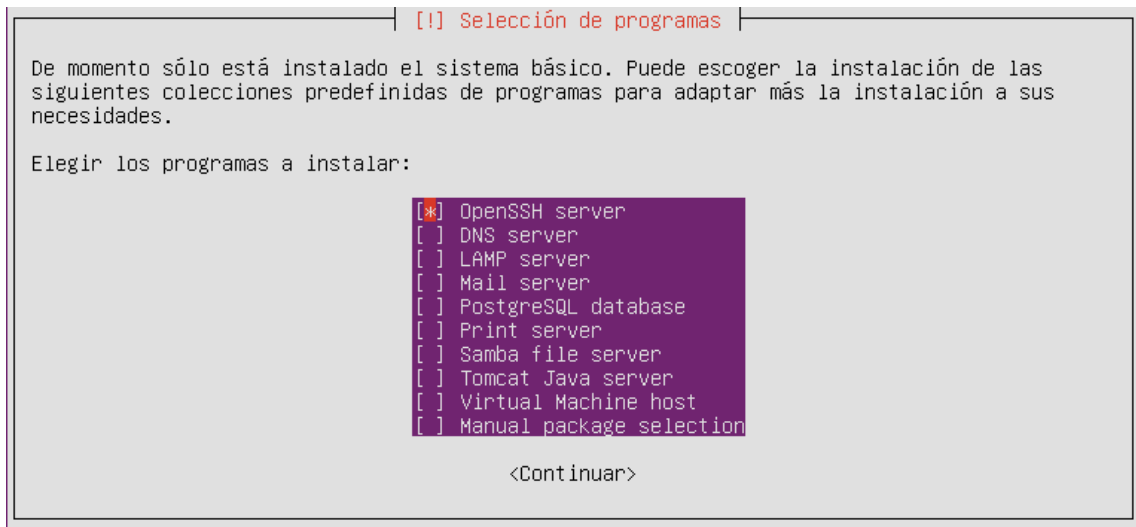 [!] Selección de programas
De momento sólo está instalado el sistema básico. Puede escoger la instalación de las
siguientes colecciones predefinidas de programas para adaptar más la instalación a sus
necesidades.
Elegir los programas a instalar:
[*] OpenSSH server
[ ] DNS server
[ ] LAMP server
[ ] Mail server
[ ] PostgreSQL database
[ ] Print server
[ ] Samba file server
[ ] Tomcat Java server
[ ] Virtual Machine host
[ ] Manual package selection
<Continuar>